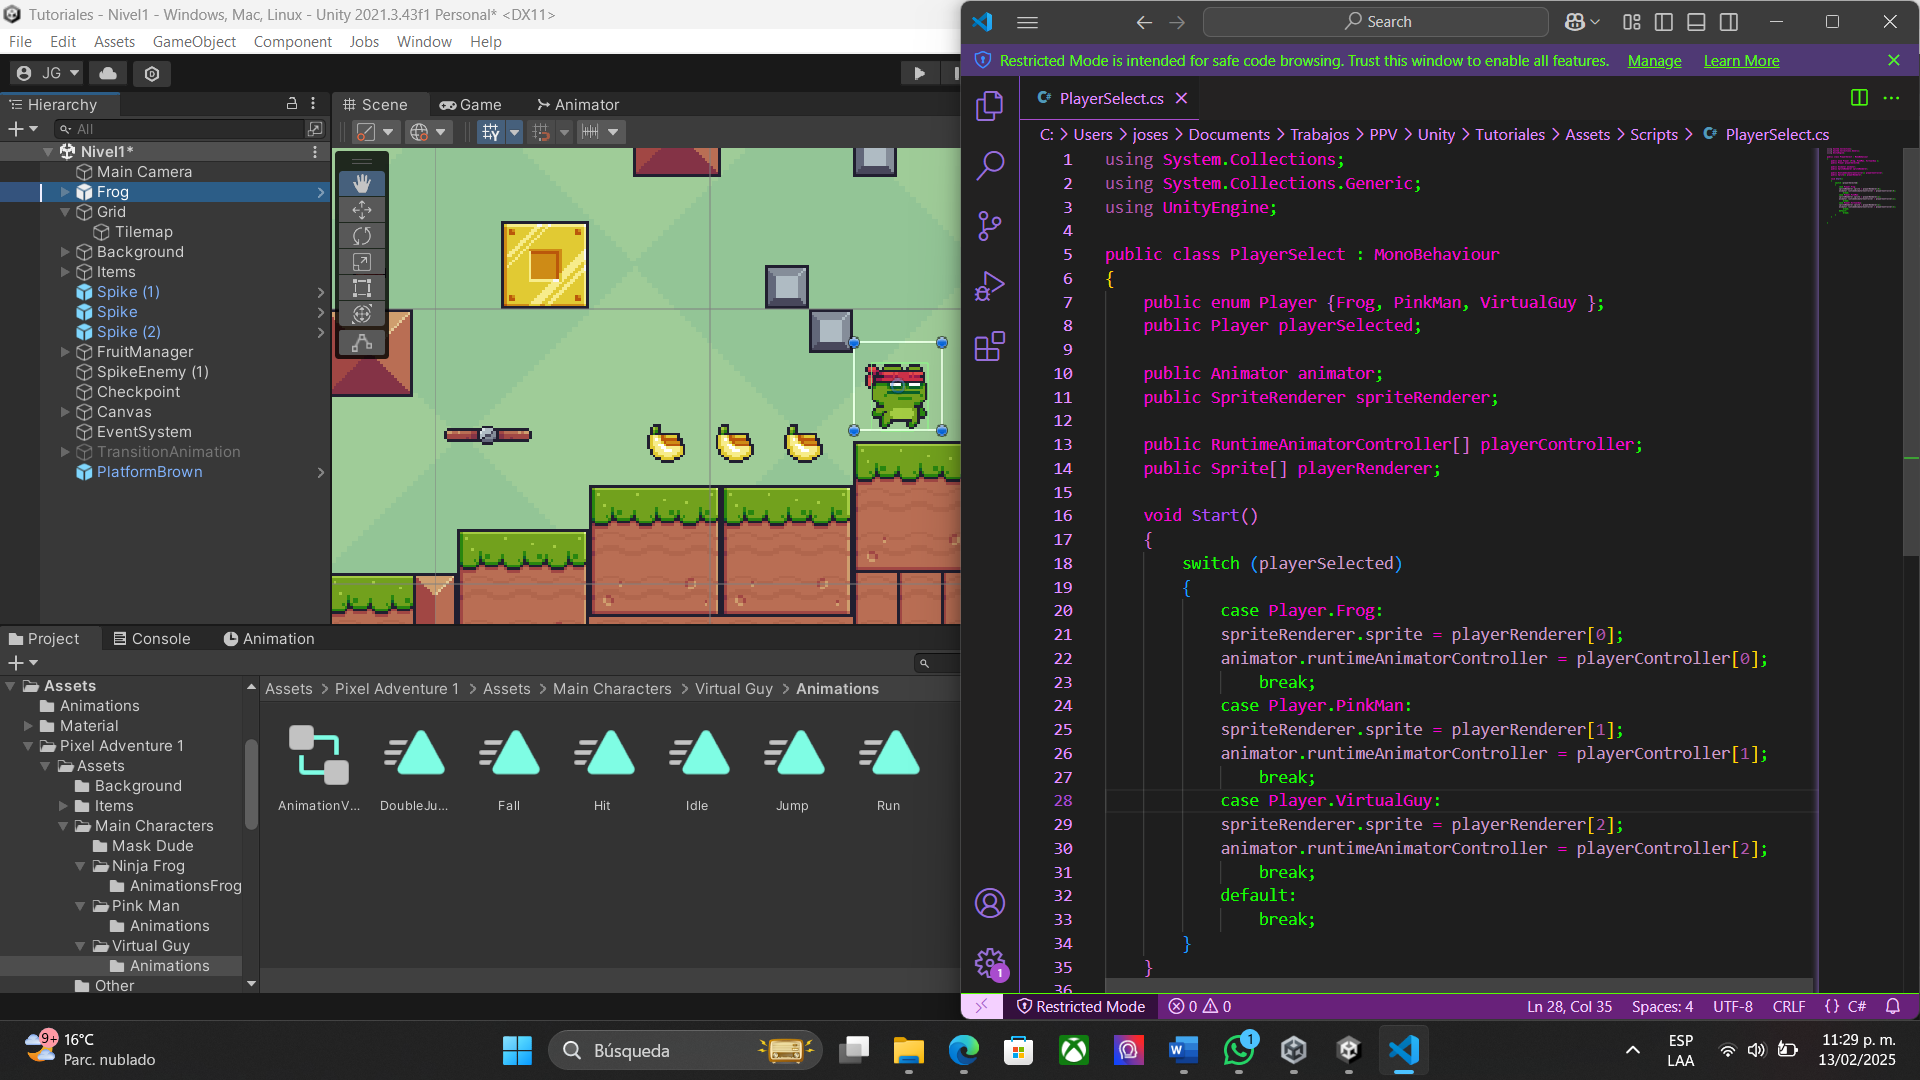 Tutoriales - Nivel1 - Windows, Mac, Linux - Unity 2021.3.43f1 Personal* <DX11>
File Edit Assets GameObject Component Jobs Window Help
JG
Hierarchy
All
Nivel1*
Main Camera
Frog
Grid
Tilemap
Background
Items
Spike (1)
Spike
Spike (2)
FruitManager
SpikeEnemy (1)
Checkpoint
Canvas
EventSystem
TransitionAnimation
PlatformBrown
Scene Game Animator
Project Console Animation
Assets
Animations
Material
Pixel Adventure 1
Assets
Background
Items
Main Characters
Mask Dude
Ninja Frog
AnimationsFrog
Pink Man
Animations
Virtual Guy
Animations
Other
Assets > Pixel Adventure 1 > Assets > Main Characters > Virtual Guy > Animations
AnimationV... DoubleJu... Fall Hit Idle Jump Run
Search
Restricted Mode is intended for safe code browsing. Trust this window to enable all features. Manage Learn More
PlayerSelect.cs
C: > Users > joses > Documents > Trabajos > PPV > Unity > Tutoriales > Assets > Scripts > PlayerSelect.cs
1 using System.Collections;
2 using System.Collections.Generic;
3 using UnityEngine;
4
5 public class PlayerSelect : MonoBehaviour
6 {
7 public enum Player {Frog, PinkMan, VirtualGuy };
8 public Player playerSelected;
9
10 public Animator animator;
11 public SpriteRenderer spriteRenderer;
12
13 public RuntimeAnimatorController[] playerController;
14 public Sprite[] playerRenderer;
15
16 void Start()
17 {
18 switch (playerSelected)
19 {
20 case Player.Frog:
21 spriteRenderer.sprite = playerRenderer[0];
22 animator.runtimeAnimatorController = playerController[0];
23 break;
24 case Player.PinkMan:
25 spriteRenderer.sprite = playerRenderer[1];
26 animator.runtimeAnimatorController = playerController[1];
27 break;
28 case Player.VirtualGuy:
29 spriteRenderer.sprite = playerRenderer[2];
30 animator.runtimeAnimatorController = playerController[2];
31 break;
32 default:
33 break;
34 }
35 }
36
1
Restricted Mode 0 0 Ln 28, Col 35 Spaces: 4 UTF-8 CRLF {} C#
9+
16°C
Parc. nublado
Búsqueda
1
ESP
LAA
11:29 p. m.
13/02/2025